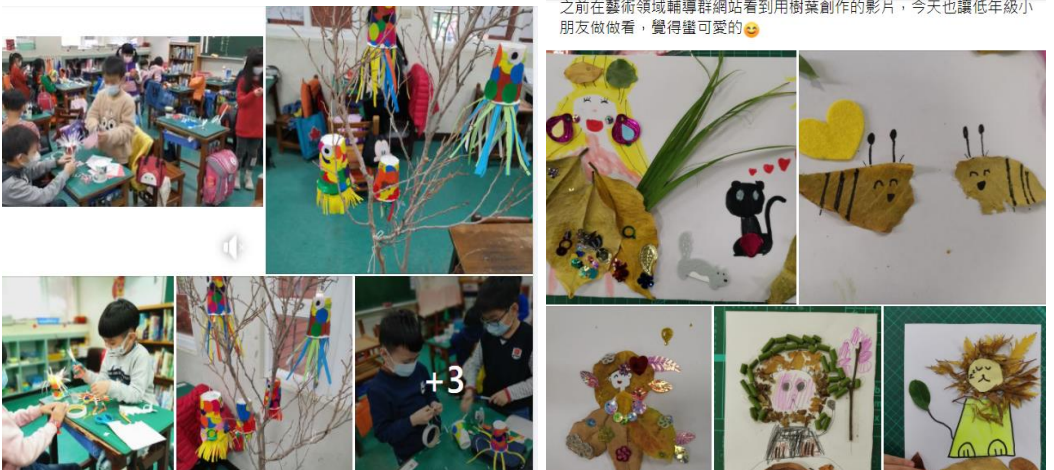 之前在藝術領域輔導群網站看到用樹葉創作的影片，今天也讓低年級小
朋友做做看，覺得蠻可愛的😊
+3